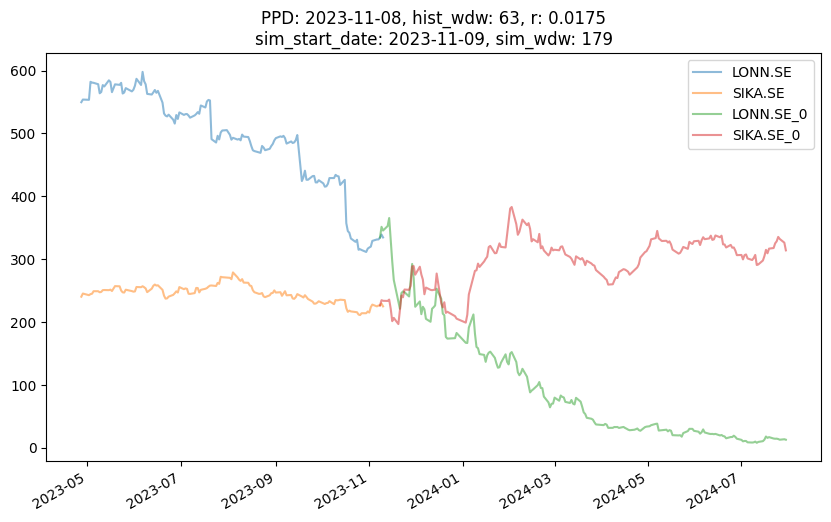 PPD: 2023-11-08, hist_wdw: 63, r: 0.0175
sim_start_date: 2023-11-09, sim_wdw: 179
LONN.SE
SIKA.SE
LONN.SE_0
SIKA.SE_0
600
500
400
300
200
100
0
2023-05
2023-07
2023-09
2023-11
2024-01
2024-03
2024-05
2024-07